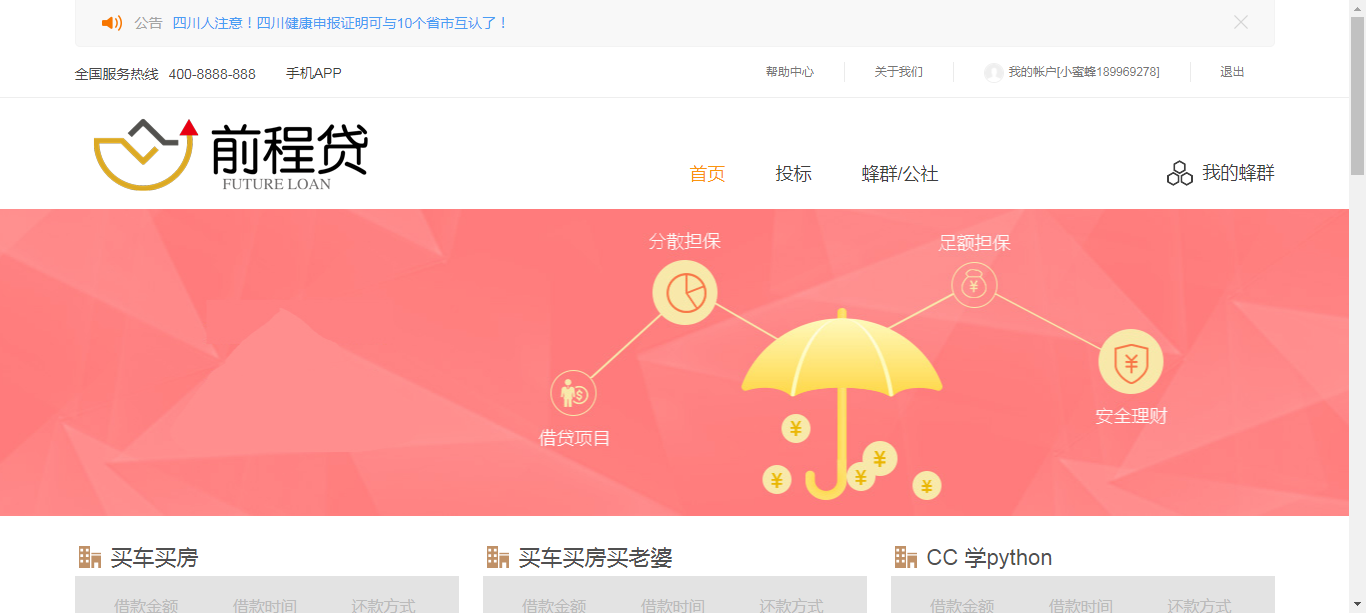 公告 四川人注意！四川健康申报证明可与10个省市互认了！
全国服务热线 400-8888-888 手机APP 帮助中心 关于我们 我的帐户[小蜜蜂189969278] 退出
前程贷
FUTURE LOAN
首页 投标 蜂群/公社 我的蜂群
分散担保 足额担保
借贷项目 安全理财
买车买房 买车买房买老婆 CC 学python
借款金额 借款时间 还款方式 借款金额 借款时间 还款方式 借款金额 借款时间 还款方式